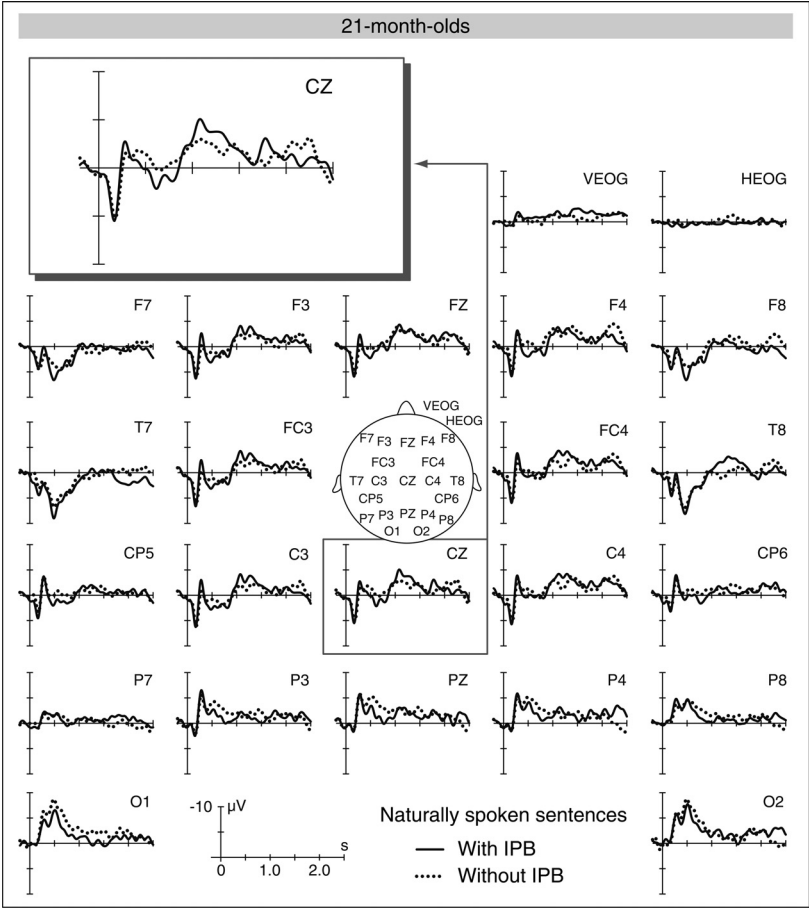 21-month-olds
CZ
VEOG HEOG
F7 F3 FZ F4 F8
VEOG
HEOG
T7 FC3 FC4 T8
F7 F3 FZ F4 F8
FC3 FC4
T7 C3 CZ C4 T8
CP5 CP6
P7 P3 PZ P4 P8
O1 O2
CP5 C3 CZ C4 CP6
P7 P3 PZ P4 P8
O1 O2
-10 µV
s
0 1.0 2.0
Naturally spoken sentences
With IPB
Without IPB